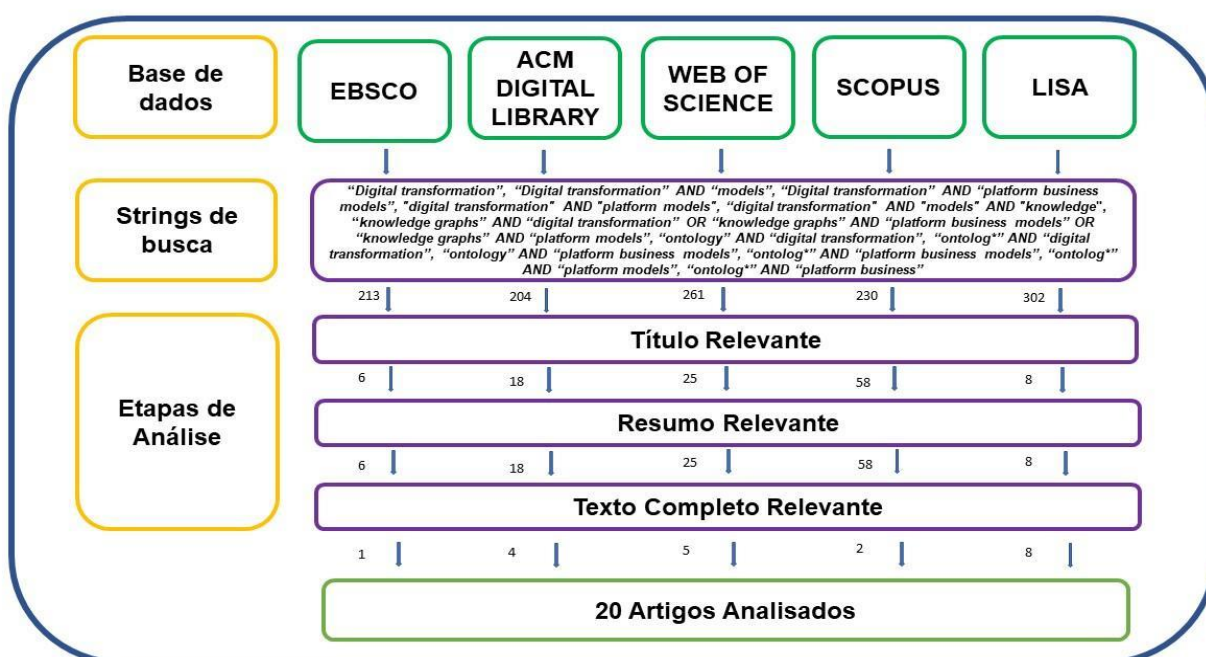 Base de
dados
EBSCO
ACM
DIGITAL
LIBRARY
WEB OF
SCIENCE
SCOPUS
LISA
Strings de
busca
“Digital transformation”, “Digital transformation” AND “models”, “Digital transformation” AND “platform business
models”, "digital transformation" AND "platform models", “digital transformation" AND "models" AND "knowledge",
“knowledge graphs” AND “digital transformation” OR “knowledge graphs” AND “platform business models” OR
“knowledge graphs” AND “platform models”, “ontology” AND “digital transformation”, “ontolog*” AND “digital
transformation”, “ontology” AND “platform business models”, “ontolog*” AND “platform business models”, “ontolog*”
AND “platform models”, “ontolog*” AND “platform business”
213 204 261 230 302
Etapas de
Análise
Título Relevante
6 18 25 58 8
Resumo Relevante
6 18 25 58 8
Texto Completo Relevante
1 4 5 2 8
20 Artigos Analisados